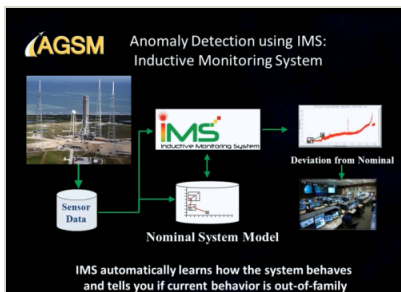 AGSM
Anomaly Detection using IMS:
Inductive Monitoring System
iMS
Inductive Monitoring System
Deviation from Nominal
Sensor
Data
Nominal System Model
IMS automatically learns how the system behaves
and tells you if current behavior is out-of-family